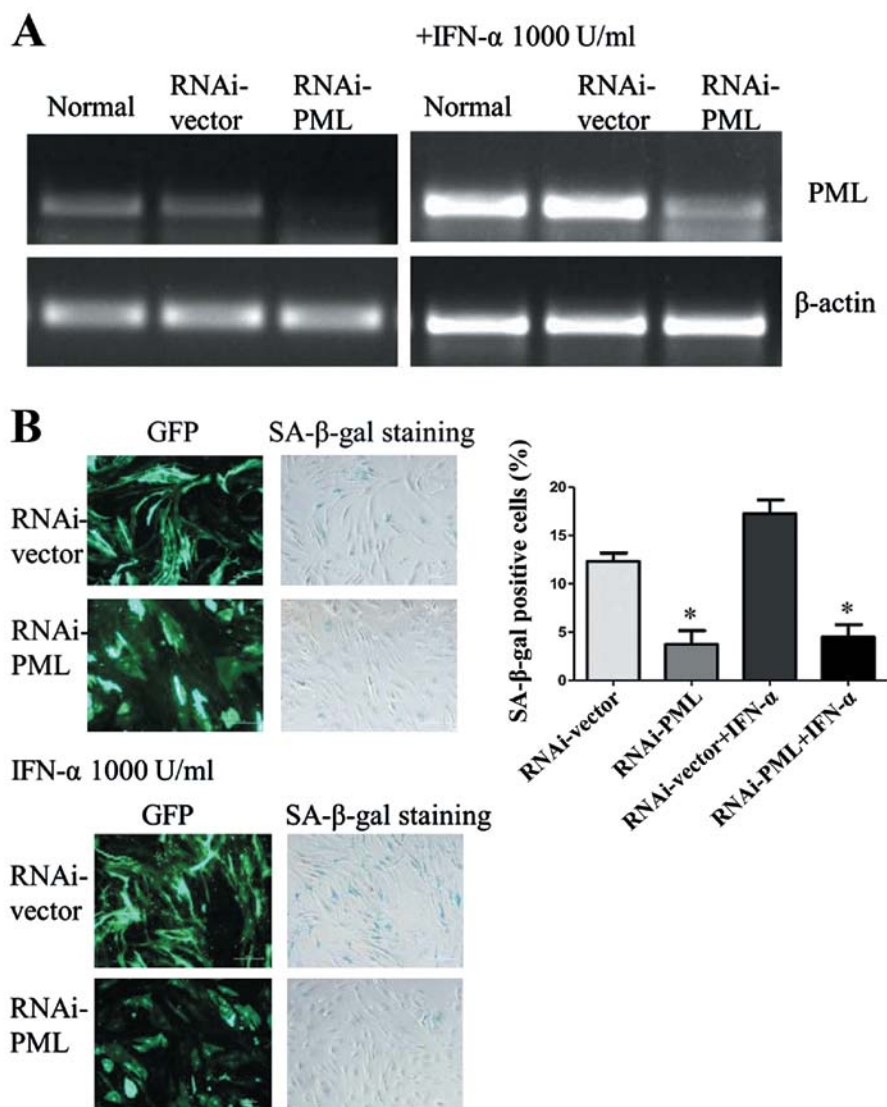 A
+IFN-α 1000 U/ml
Normal
RNAi-
vector
RNAi-
PML
Normal
RNAi-
vector
RNAi-
PML
PML
β-actin
B
GFP
SA-β-gal staining
RNAi-
vector
RNAi-
PML
IFN-α 1000 U/ml
GFP
SA-β-gal staining
RNAi-
vector
RNAi-
PML
SA-β-gal positive cells (%)
20
15
10
5
0
*
*
RNAi-vector
RNAi-PML
RNAi-vector+IFN-α
RNAi-PML+IFN-α